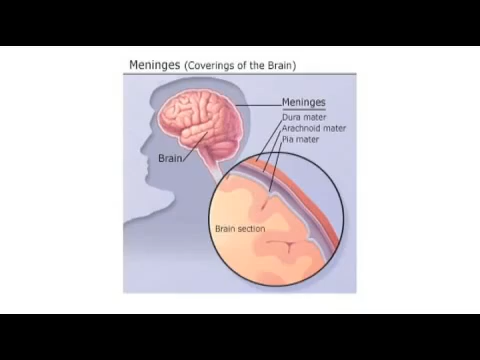 Meninges (Coverings of the Brain)
Meninges
Dura mater
Arachnoid mater
Pia mater
Brain
Brain section